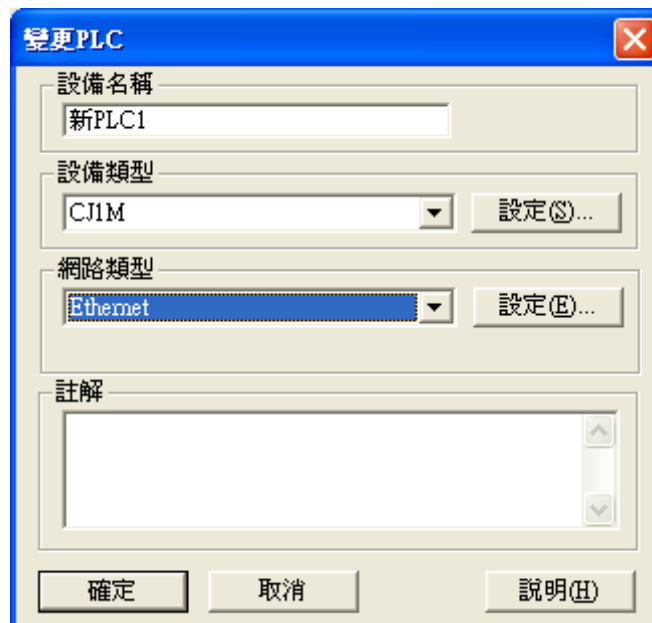 變更PLC
設備名稱
新PLC1
設備類型
CJ1M
設定(S)...
網路類型
Ethernet
設定(E)...
註解
確定
取消
說明(H)